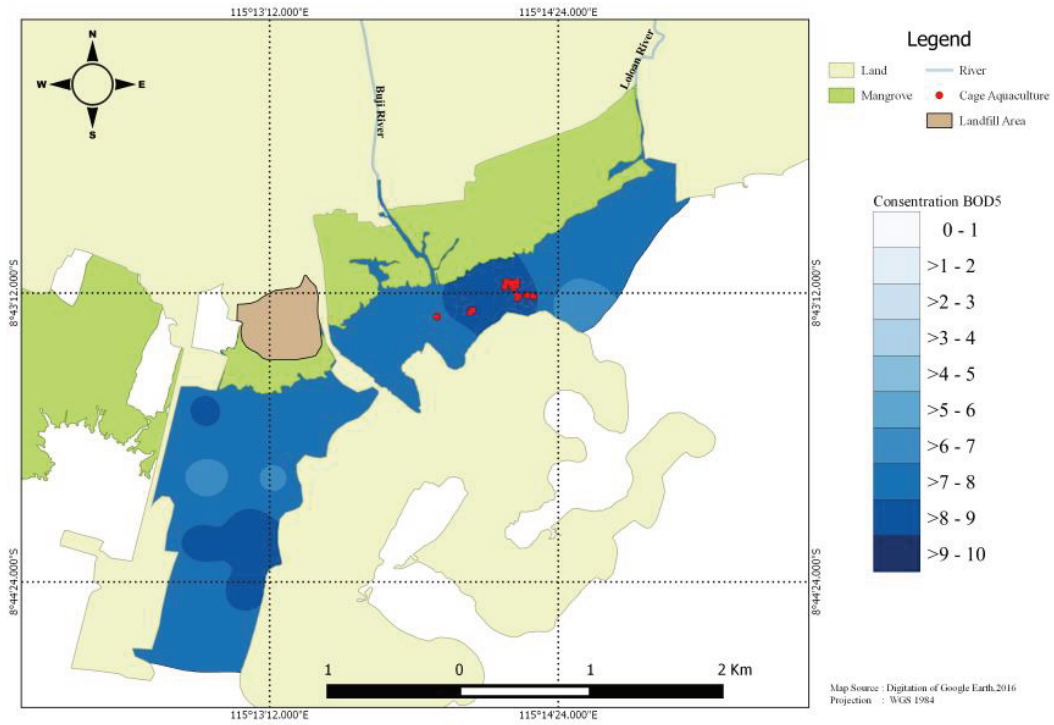 115°13'12.000"E 115°14'24.000"E
N
W E
S
Buji River
Loloan River
8°43'12.000"S 8°43'12.000"S
8°44'24.000"S 8°44'24.000"S
1 0 1 2 Km
115°13'12.000"E 115°14'24.000"E
Legend
Land River
Mangrove Cage Aquaculture
Landfill Area
Consentration BOD5
0 - 1
>1 - 2
>2 - 3
>3 - 4
>4 - 5
>5 - 6
>6 - 7
>7 - 8
>8 - 9
>9 - 10
Map Source : Digitation of Google Earth,2016
Projection : WGS 1984